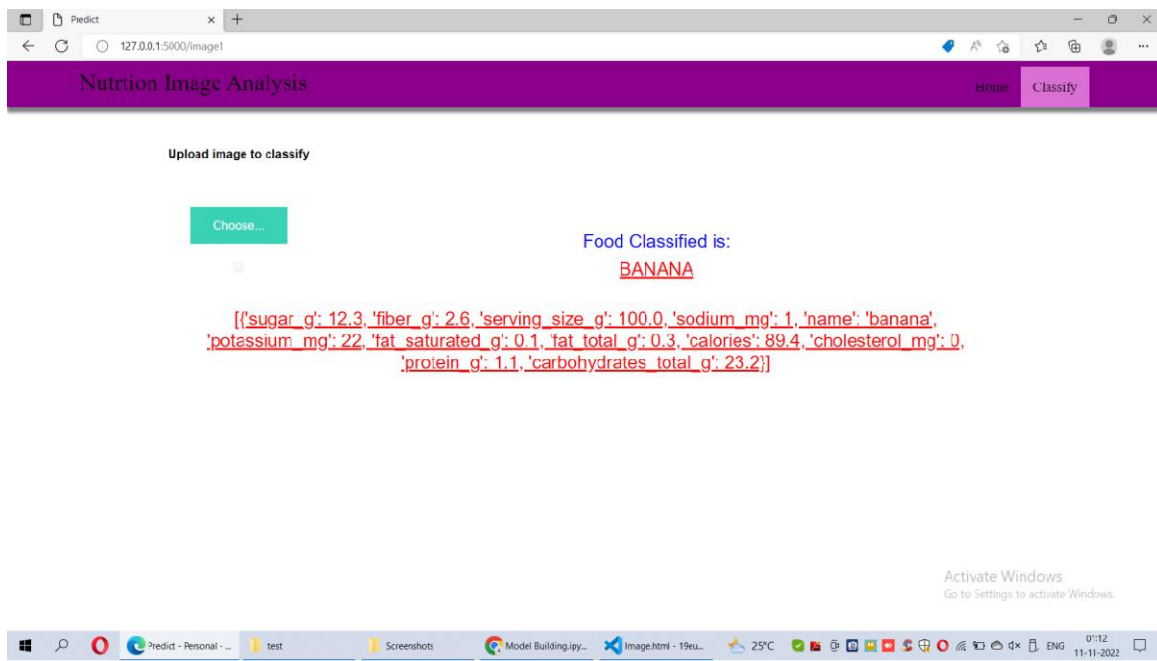 Predict
127.0.0.1:5000/image1
Nutrtion Image Analysis
Home
Classify
Upload image to classify
Choose...
Food Classified is:
BANANA
[{'sugar_g': 12.3, 'fiber_g': 2.6, 'serving_size_g': 100.0, 'sodium_mg': 1, 'name': 'banana',
'potassium_mg': 22, 'fat_saturated_g': 0.1, 'fat_total_g': 0.3, 'calories': 89.4, 'cholesterol_mg': 0,
'protein_g': 1.1, 'carbohydrates_total_g': 23.2}]
Activate Windows
Go to Settings to activate Windows.
Predict - Personal - ...
test
Screenshots
Model Building.ipy...
Image.html - 19eu...
25°C
ENG
01:12
11-11-2022